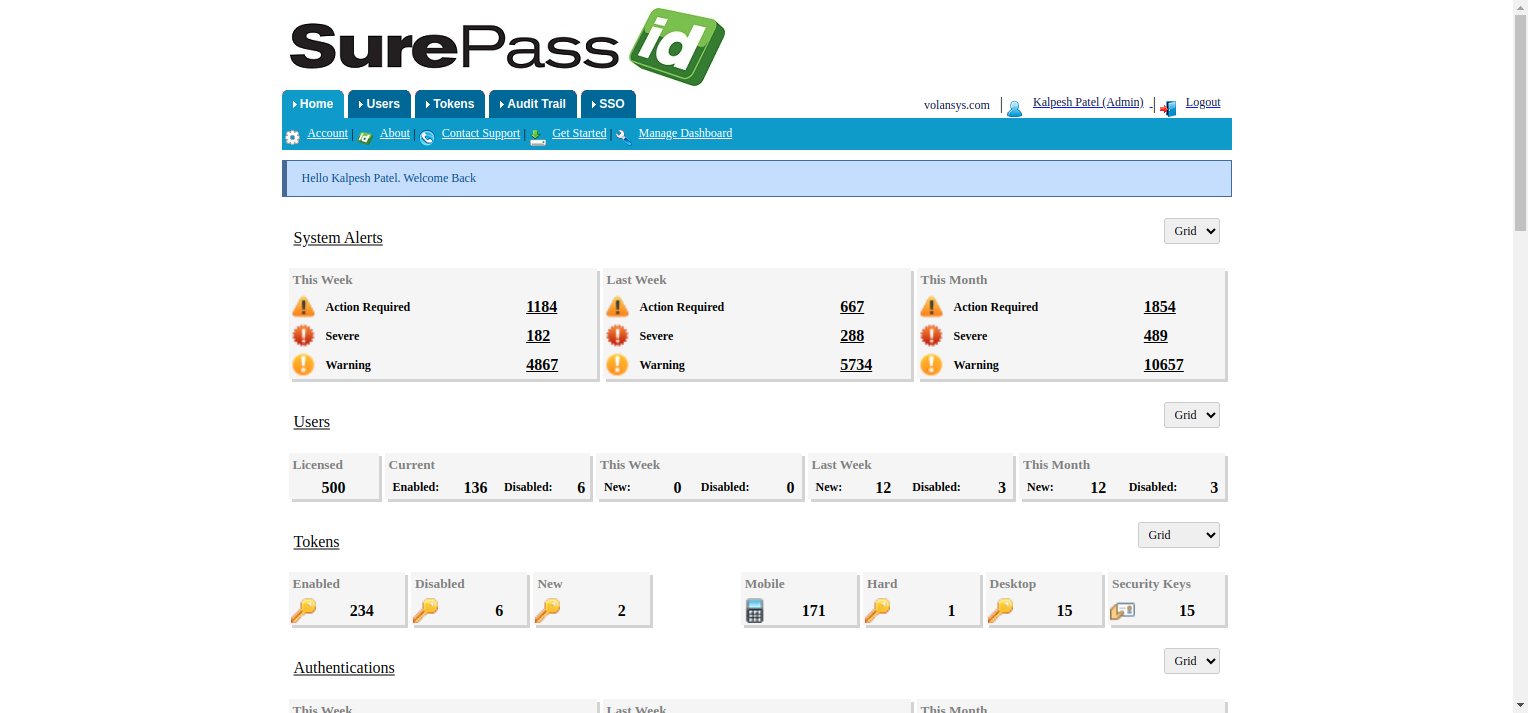 SurePass id
Home Users Tokens Audit Trail SSO volansys.com | Kalpesh Patel (Admin) - | Logout
Account | About | Contact Support | Get Started | Manage Dashboard
Hello Kalpesh Patel. Welcome Back
System Alerts Grid
This Week Last Week This Month
Action Required 1184 Action Required 667 Action Required 1854
Severe 182 Severe 288 Severe 489
Warning 4867 Warning 5734 Warning 10657
Users Grid
Licensed Current This Week Last Week This Month
500 Enabled: 136 Disabled: 6 New: 0 Disabled: 0 New: 12 Disabled: 3 New: 12 Disabled: 3
Tokens Grid
Enabled Disabled New Mobile Hard Desktop Security Keys
234 6 2 171 1 15 15
Authentications Grid
This Week Last Week This Month